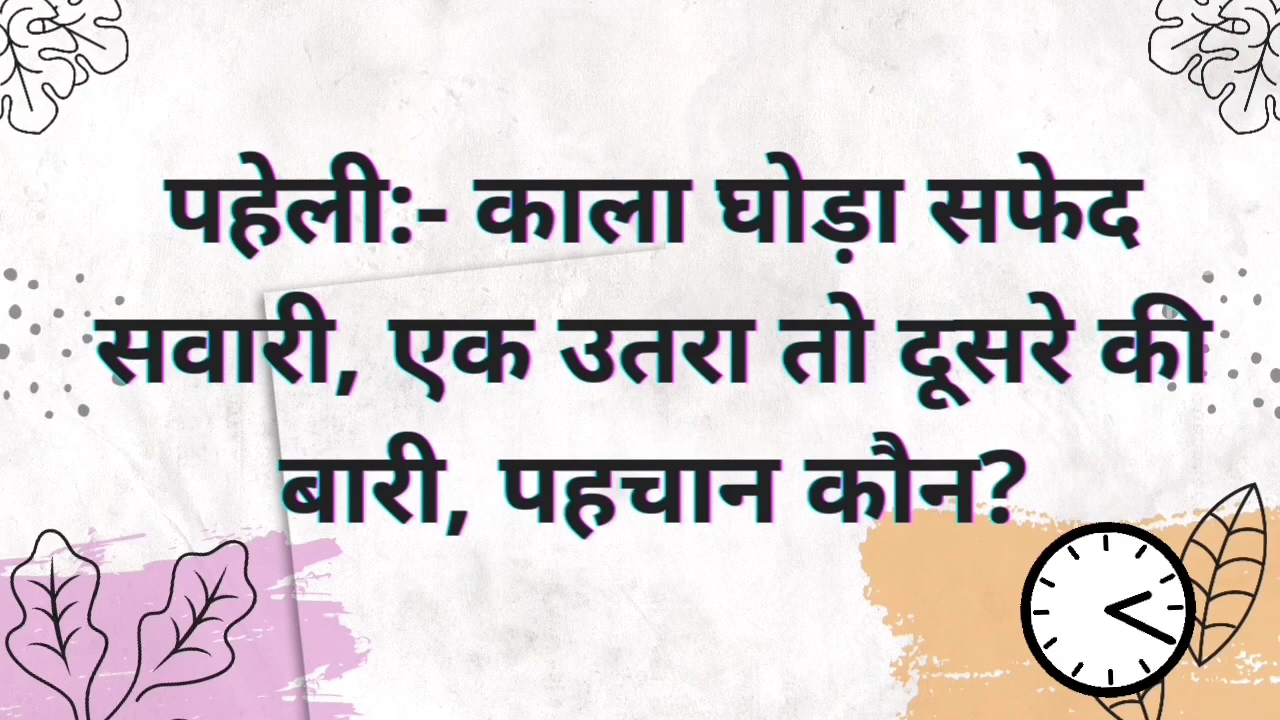 पहेली:- काला घोड़ा सफेद
सवारी, एक उतरा तो दूसरे की
बारी, पहचान कौन?